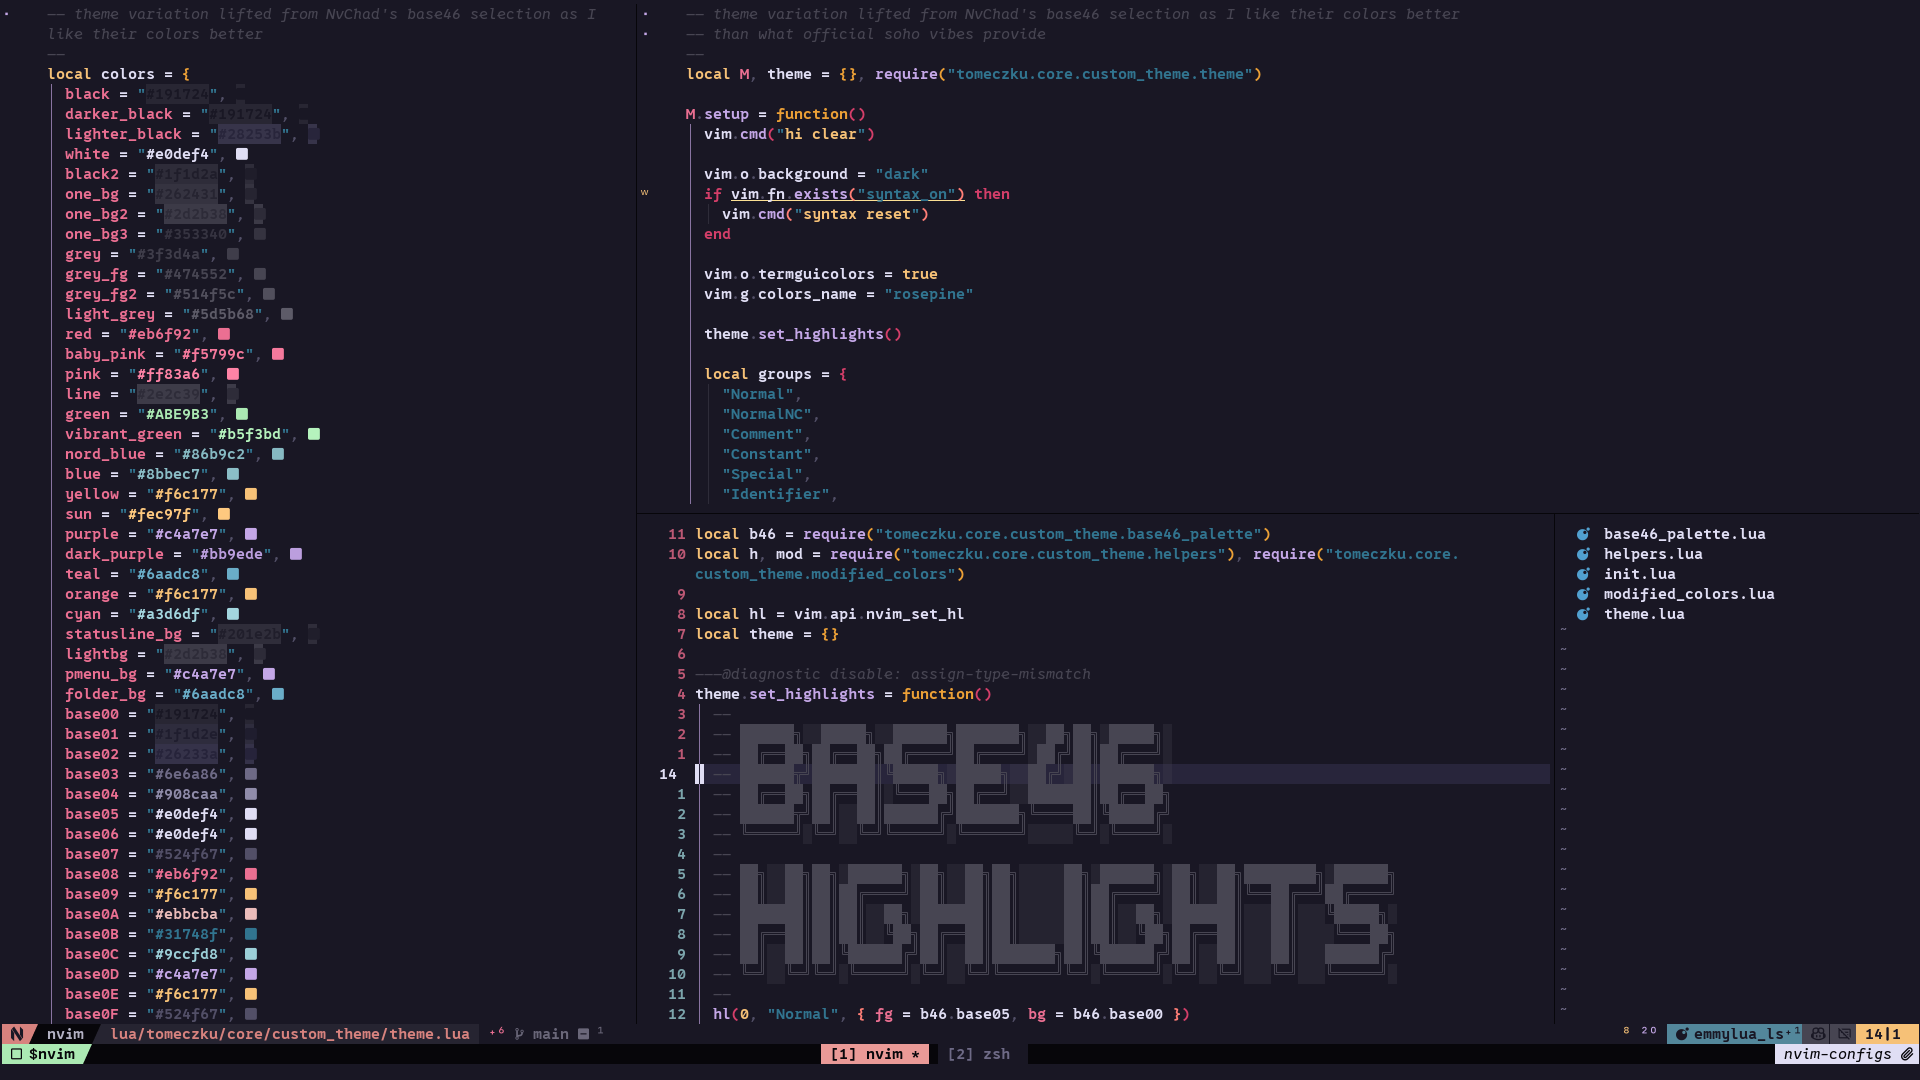 -- theme variation lifted from NvChad's base46 selection as I
like their colors better
--
local colors = {
black = "#191724",
darker_black = "#191724",
lighter_black = "#28253b",
white = "#e0def4",
black2 = "#1f1d2a",
one_bg = "#262431",
one_bg2 = "#2d2b38",
one_bg3 = "#353340",
grey = "#3f3d4a",
grey_fg = "#474552",
grey_fg2 = "#514f5c",
light_grey = "#5d5b68",
red = "#eb6f92",
baby_pink = "#f5799c",
pink = "#ff83a6",
line = "#2e2c39",
green = "#ABE9B3",
vibrant_green = "#b5f3bd",
nord_blue = "#86b9c2",
blue = "#8bbec7",
yellow = "#f6c177",
sun = "#fec97f",
purple = "#c4a7e7",
dark_purple = "#bb9ede",
teal = "#6aadc8",
orange = "#f6c177",
cyan = "#a3d6df",
statusline_bg = "#201e2b",
lightbg = "#2d2b38",
pmenu_bg = "#c4a7e7",
folder_bg = "#6aadc8",
base00 = "#191724",
base01 = "#1f1d2e",
base02 = "#26233a",
base03 = "#6e6a86",
base04 = "#908caa",
base05 = "#e0def4",
base06 = "#e0def4",
base07 = "#524f67",
base08 = "#eb6f92",
base09 = "#f6c177",
base0A = "#ebbcba",
base0B = "#31748f",
base0C = "#9ccfd8",
base0D = "#c4a7e7",
base0E = "#f6c177",
base0F = "#524f67",
-- theme variation lifted from NvChad's base46 selection as I like their colors better
-- than what official soho vibes provide
--
local M, theme = {}, require("tomeczku.core.custom_theme.theme")
M.setup = function()
vim.cmd("hi clear")
vim.o.background = "dark"
W if vim.fn.exists("syntax_on") then
vim.cmd("syntax reset")
end
vim.o.termguicolors = true
vim.g.colors_name = "rosepine"
theme.set_highlights()
local groups = {
"Normal",
"NormalNC",
"Comment",
"Constant",
"Special",
"Identifier",
11 local b46 = require("tomeczku.core.custom_theme.base46_palette")
10 local h, mod = require("tomeczku.core.custom_theme.helpers"), require("tomeczku.core.
custom_theme.modified_colors")
9
8 local hl = vim.api.nvim_set_hl
7 local theme = {}
6
5 ---@diagnostic disable: assign-type-mismatch
4 theme.set_highlights = function()
3 --
2 --
1 --
14 -- BASE46
1 --
2 --
3 --
4 --
5 --
6 --
7 -- HIGHLIGHTS
8 --
9 --
10 --
11 --
12 hl(0, "Normal", { fg = b46.base05, bg = b46.base00 })
base46_palette.lua
helpers.lua
init.lua
modified_colors.lua
theme.lua
nvim lua/tomeczku/core/custom_theme/theme.lua +6 main 1 8 20 emmylua_ls+1 14|1
$nvim [1] nvim * [2] zsh nvim-configs